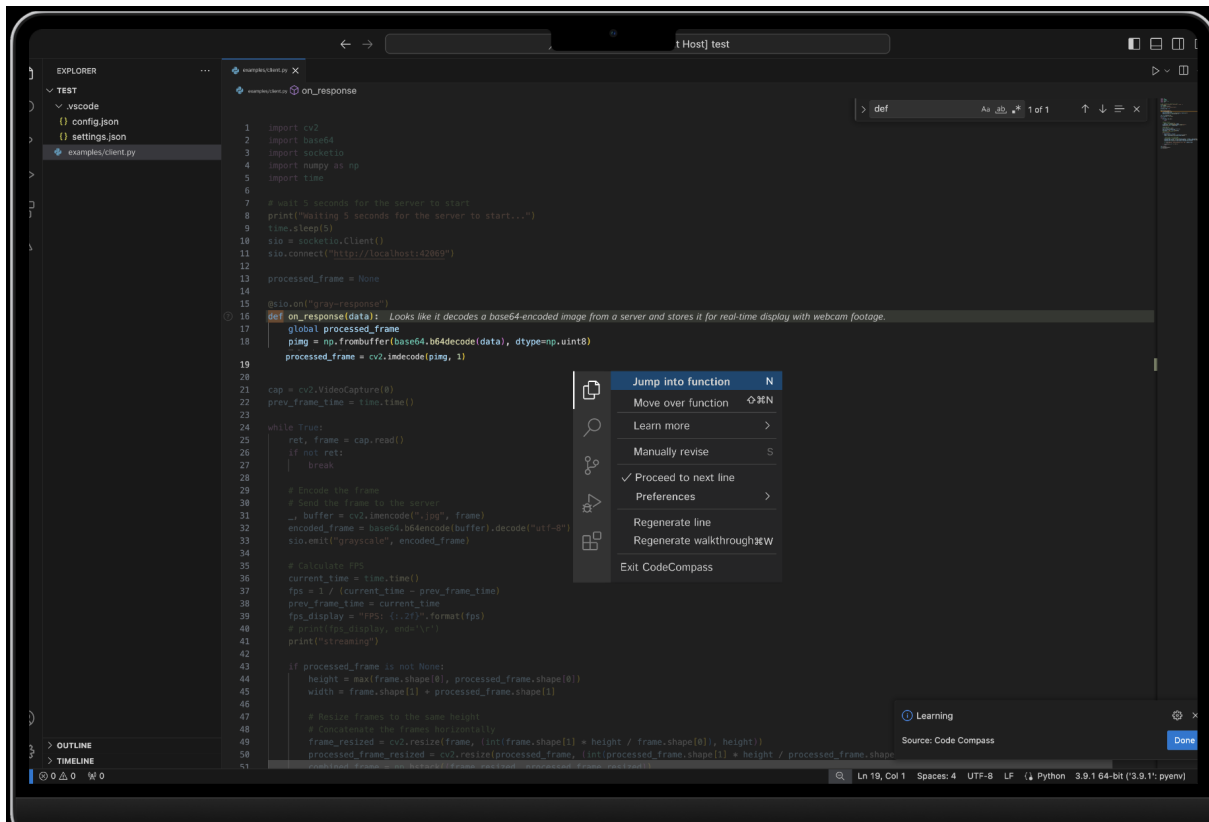 t Host] test
EXPLORER
···
TEST
.vscode
{} config.json
{} settings.json
examples/client.py
OUTLINE
TIMELINE
examples/client.py
examples/client.py on_response
def Aa ab .* 1 of 1
1 import cv2
2 import base64
3 import socketio
4 import numpy as np
5 import time
6
7 # wait 5 seconds for the server to start
8 print("Waiting 5 seconds for the server to start...")
9 time.sleep(5)
10 sio = socketio.Client()
11 sio.connect("http://localhost:42069")
12
13 processed_frame = None
14
15 @sio.on("gray-response")
16 def on_response(data): Looks like it decodes a base64-encoded image from a server and stores it for real-time display with webcam footage.
17 global processed_frame
18 pimg = np.frombuffer(base64.b64decode(data), dtype=np.uint8)
processed_frame = cv2.imdecode(pimg, 1)
19
20
21 cap = cv2.VideoCapture(0)
22 prev_frame_time = time.time()
23
24 while True:
25 ret, frame = cap.read()
26 if not ret:
27 break
28
29 # Encode the frame
30 # Send the frame to the server
31 _, buffer = cv2.imencode(".jpg", frame)
32 encoded_frame = base64.b64encode(buffer).decode("utf-8")
33 sio.emit("grayscale", encoded_frame)
34
35 # Calculate FPS
36 current_time = time.time()
37 fps = 1 / (current_time - prev_frame_time)
38 prev_frame_time = current_time
39 fps_display = "FPS: {:.2f}".format(fps)
40 # print(fps_display, end='\r')
41 print("streaming")
42
43 if processed_frame is not None:
44 height = max(frame.shape[0], processed_frame.shape[0])
45 width = frame.shape[1] + processed_frame.shape[1]
46
47 # Resize frames to the same height
48 # Concatenate the frames horizontally
49 frame_resized = cv2.resize(frame, (int(frame.shape[1] * height / frame.shape[0]), height))
50 processed_frame_resized = cv2.resize(processed_frame, (int(processed_frame.shape[1] * height / processed_frame.shape
51 combined_frame = np.hstack((frame_resized, processed_frame_resized))
Jump into function N
Move over function ⇧⌘N
Learn more
Manually revise S
✓ Proceed to next line
Preferences
Regenerate line
Regenerate walkthrough⌘W
Exit CodeCompass
Learning
Source: Code Compass
Done
0 0 0
Ln 19, Col 1 Spaces: 4 UTF-8 LF Python 3.9.1 64-bit ('3.9.1': pyenv)